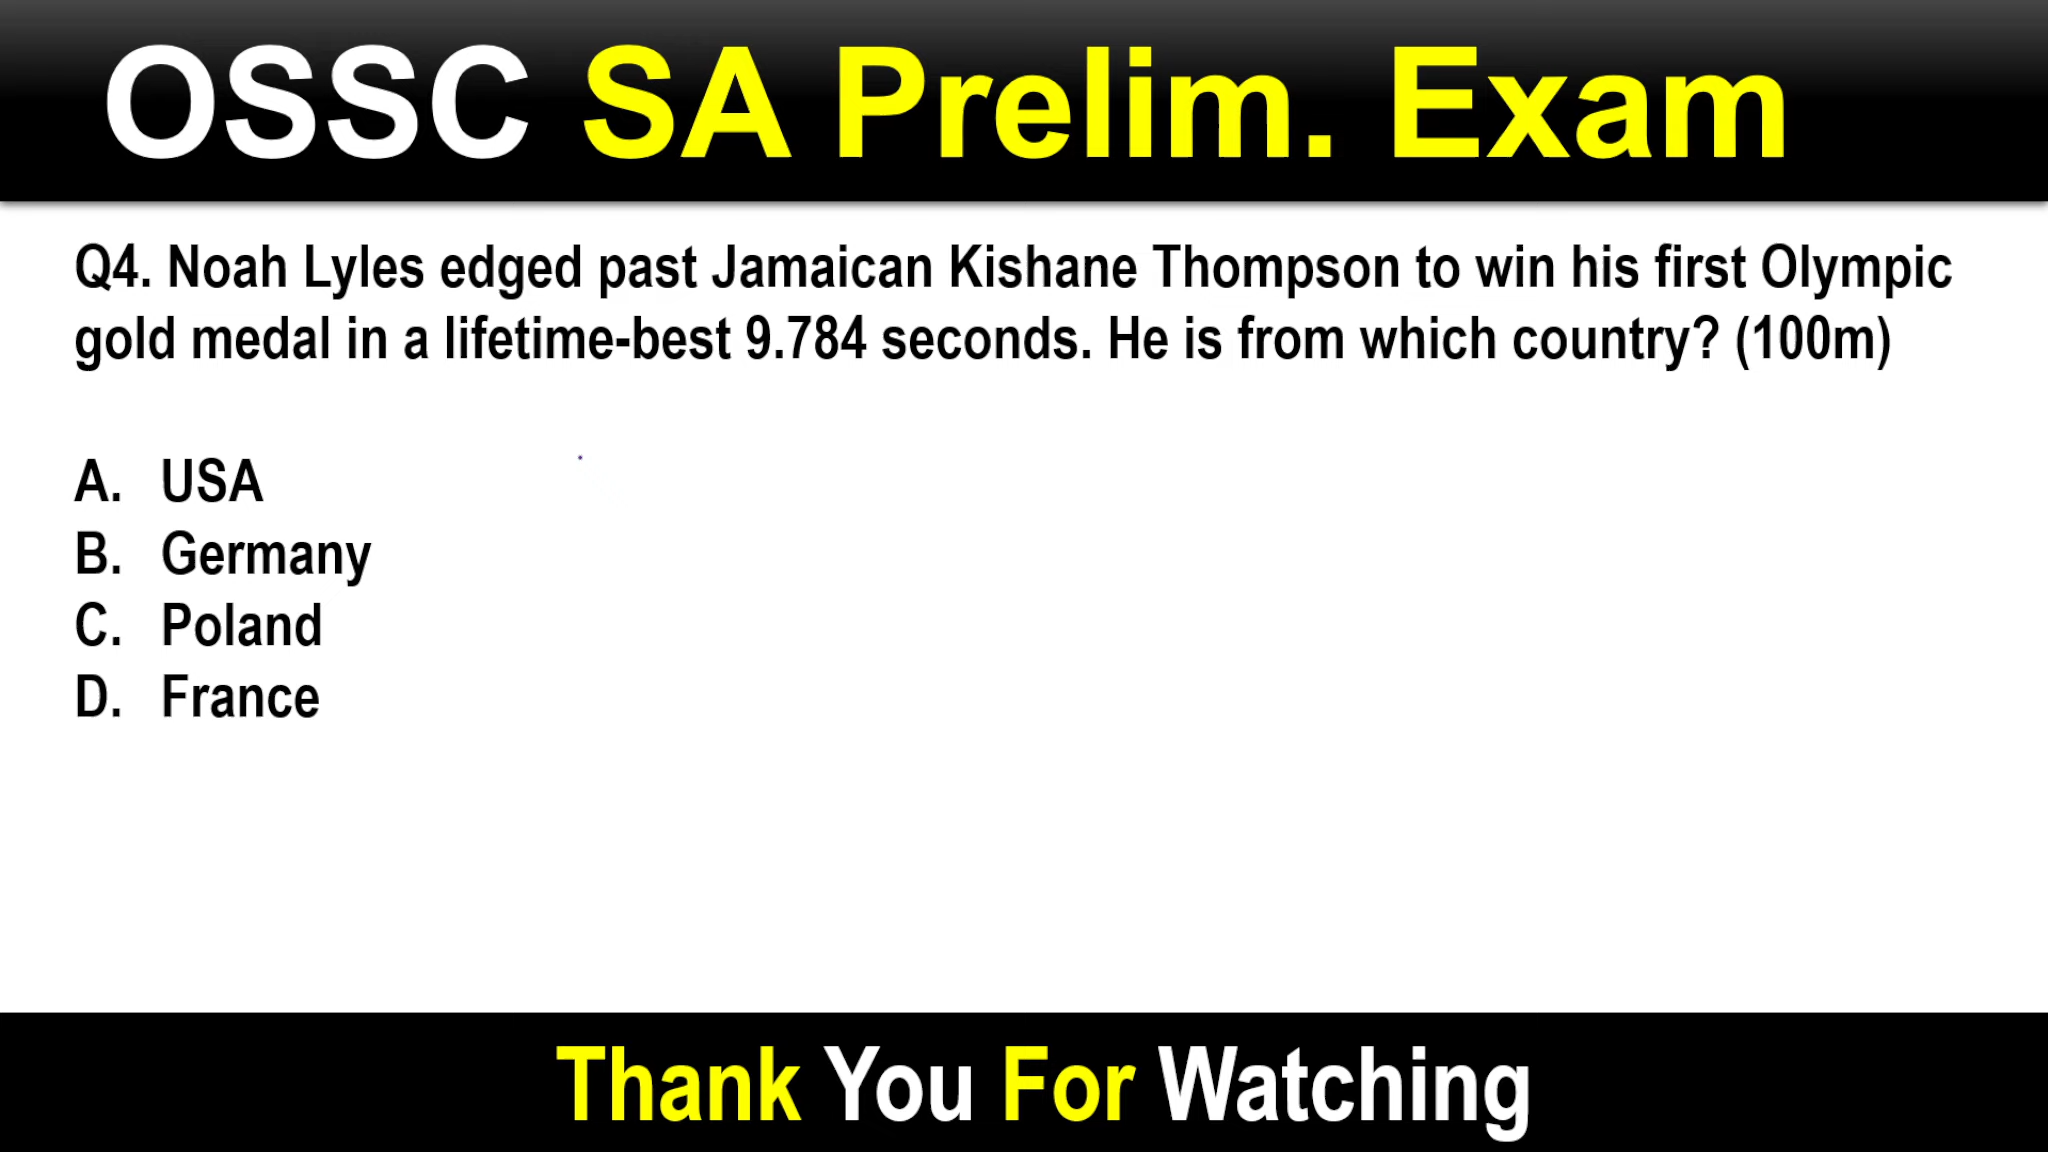 OSSC SA Prelim. Exam
Q4. Noah Lyles edged past Jamaican Kishane Thompson to win his first Olympic
gold medal in a lifetime-best 9.784 seconds. He is from which country? (100m)
A. USA
B. Germany
C. Poland
D. France
Thank You For Watching